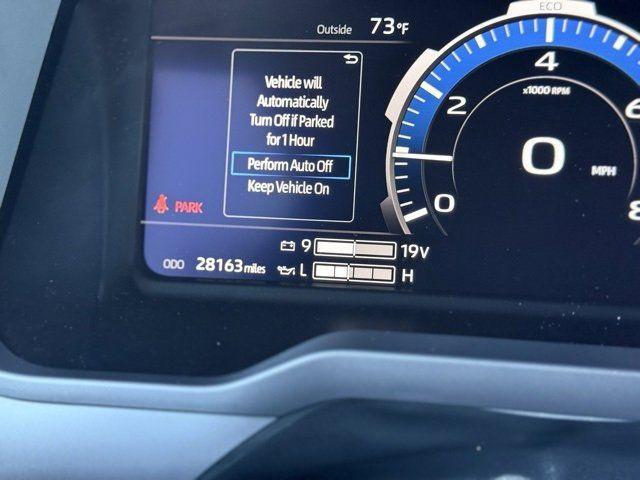 ECO
Outside 73°F
Vehicle will
Automatically
Turn Off if Parked
for 1 Hour
Perform Auto Off
Keep Vehicle On
4
x1000 RPM
2
6
0
MPH
0
8
PARK
9 19V
ODO 28163 miles L H